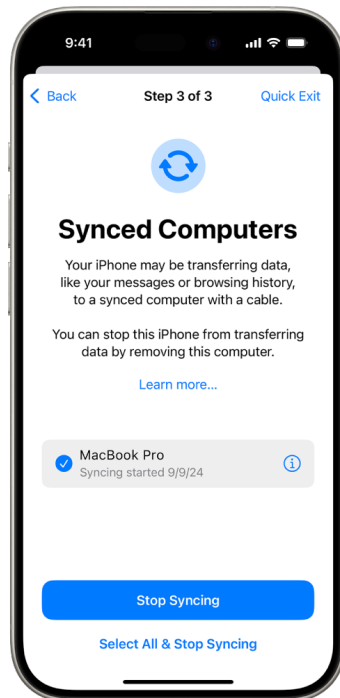 9:41
Back Step 3 of 3 Quick Exit
Synced Computers
Your iPhone may be transferring data,
like your messages or browsing history,
to a synced computer with a cable.
You can stop this iPhone from transferring
data by removing this computer.
Learn more...
MacBook Pro
Syncing started 9/9/24
Stop Syncing
Select All & Stop Syncing